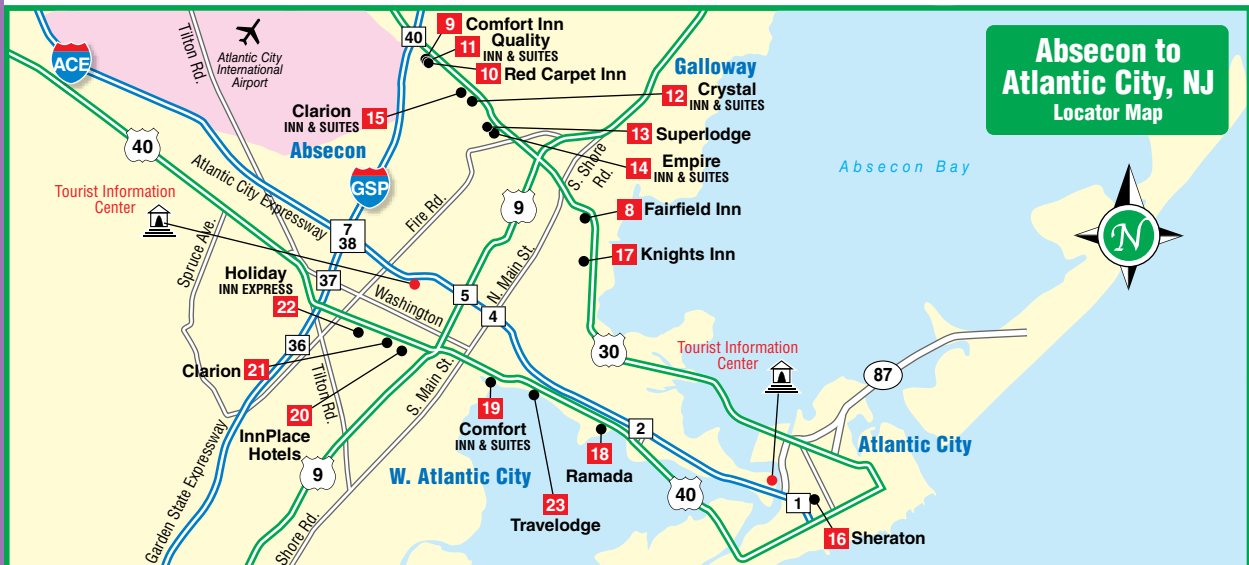 Absecon to
Atlantic City, NJ
Locator Map
ACE
Tilton Rd.
Atlantic City
International
Airport
40
9 Comfort Inn
11 Quality
INN & SUITES
10 Red Carpet Inn
Galloway
12 Crystal
INN & SUITES
Clarion
INN & SUITES 15
13 Superlodge
14 Empire
INN & SUITES
Absecon
40
GSP
S. Shore
Rd.
Absecon Bay
N
Atlantic City Expressway
Tourist Information
Center
Fire Rd.
9
8 Fairfield Inn
7
38
Spruce Ave.
N. Main St.
17 Knights Inn
Holiday
INN EXPRESS
22
37
Washington
5
4
36
30
Tourist Information
Center
87
Clarion 21
Tilton Rd.
S. Main St.
20
InnPlace
Hotels
19
Comfort
INN & SUITES
2
18
Ramada
Atlantic City
9
W. Atlantic City
23
Travelodge
40
1
16 Sheraton
Garden State Expressway
Shore Rd.